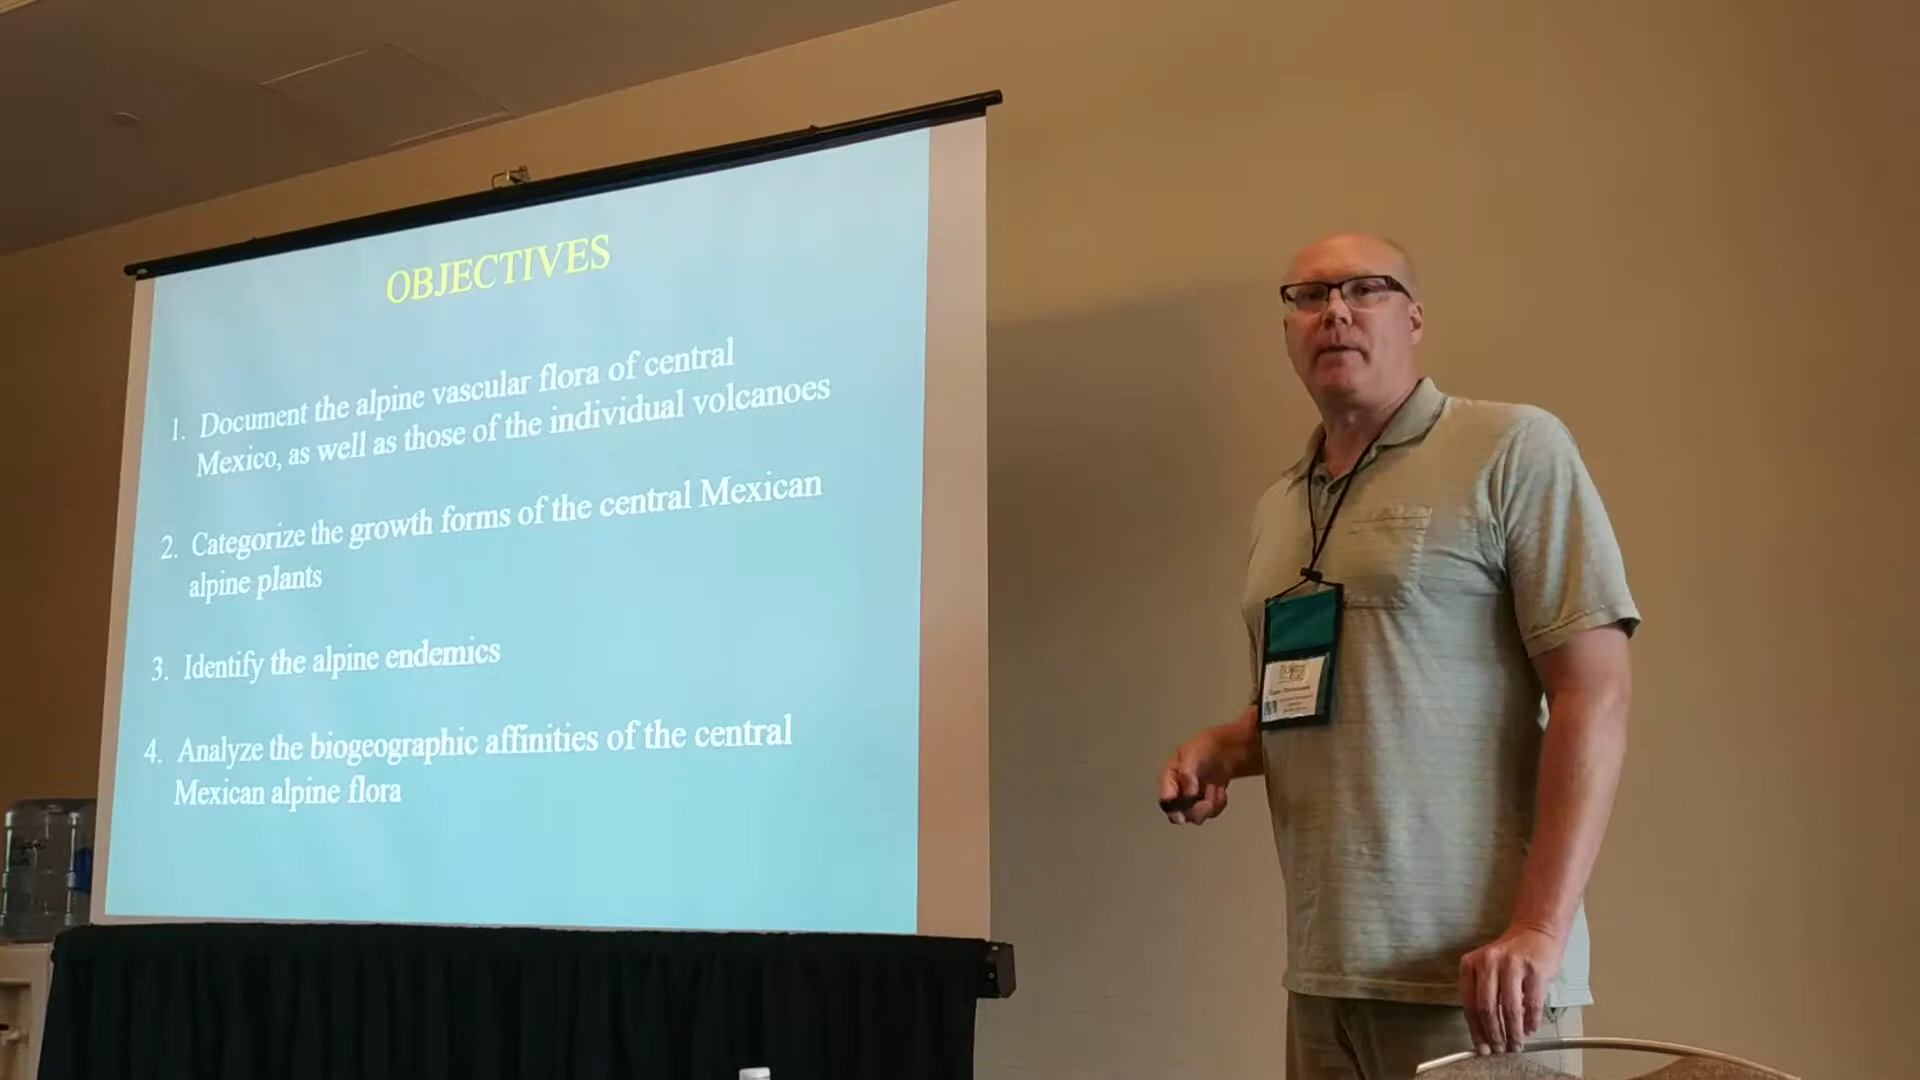 OBJECTIVES
1. Document the alpine vascular flora of central
Mexico, as well as those of the individual volcanoes
2. Categorize the growth forms of the central Mexican
alpine plants
3. Identify the alpine endemics
4. Analyze the biogeographic affinities of the central
Mexican alpine flora